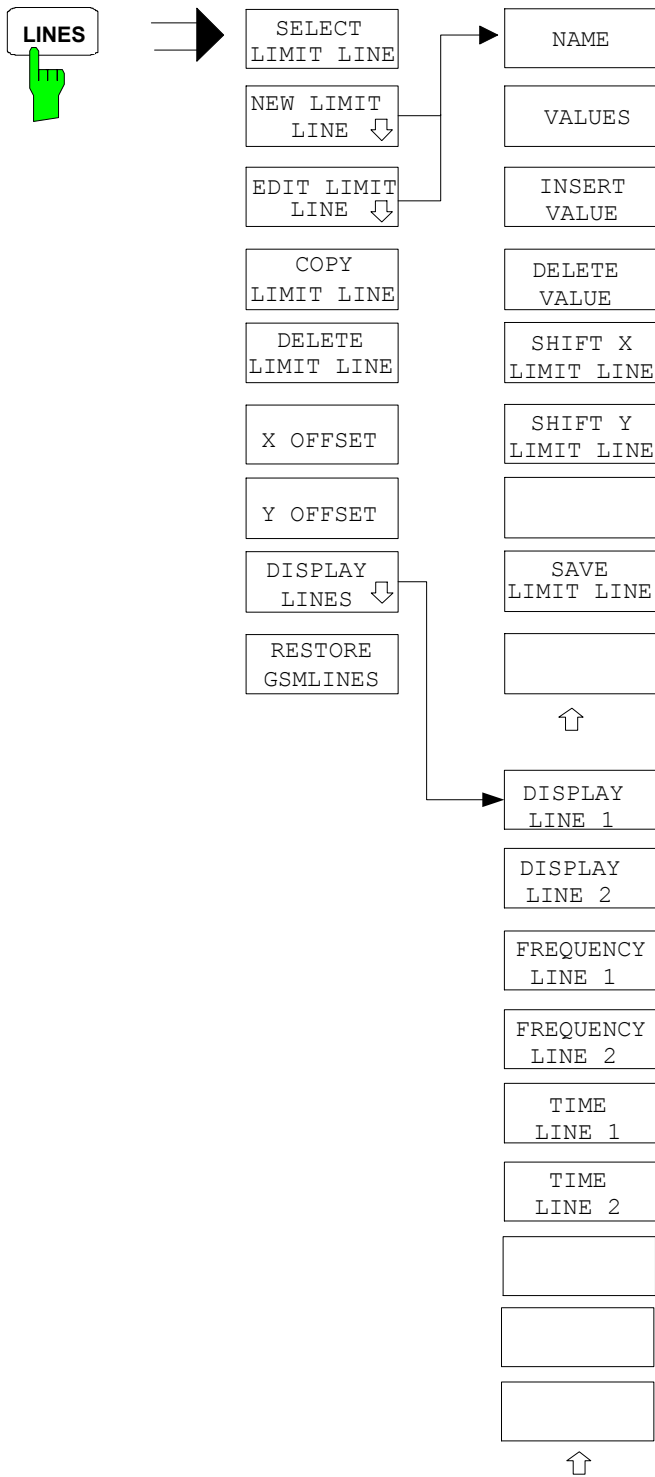 LINES
SELECT
LIMIT LINE
NEW LIMIT
LINE
EDIT LIMIT
LINE
COPY
LIMIT LINE
DELETE
LIMIT LINE
X OFFSET
Y OFFSET
DISPLAY
LINES
RESTORE
GSMLINES
NAME
VALUES
INSERT
VALUE
DELETE
VALUE
SHIFT X
LIMIT LINE
SHIFT Y
LIMIT LINE
SAVE
LIMIT LINE
DISPLAY
LINE 1
DISPLAY
LINE 2
FREQUENCY
LINE 1
FREQUENCY
LINE 2
TIME
LINE 1
TIME
LINE 2